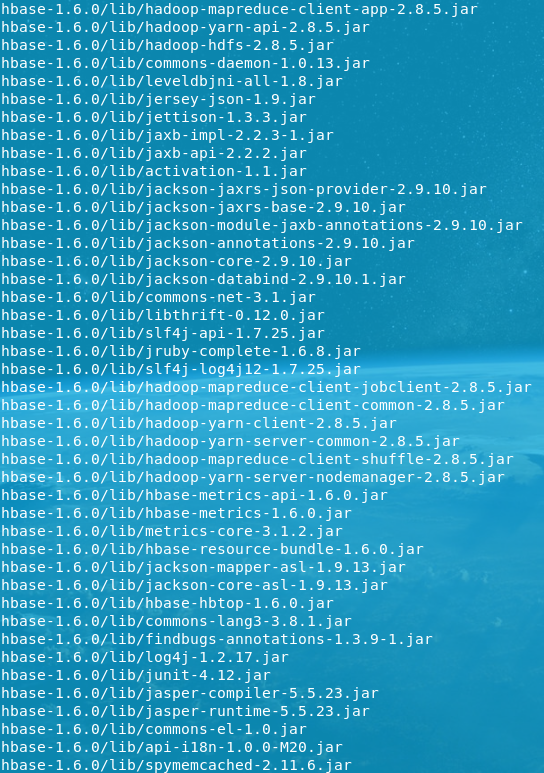 hbase-1.6.0/lib/hadoop-mapreduce-client-app-2.8.5.jar
hbase-1.6.0/lib/hadoop-yarn-api-2.8.5.jar
hbase-1.6.0/lib/hadoop-hdfs-2.8.5.jar
hbase-1.6.0/lib/commons-daemon-1.0.13.jar
hbase-1.6.0/lib/leveldbjni-all-1.8.jar
hbase-1.6.0/lib/jersey-json-1.9.jar
hbase-1.6.0/lib/jettison-1.3.3.jar
hbase-1.6.0/lib/jaxb-impl-2.2.3-1.jar
hbase-1.6.0/lib/jaxb-api-2.2.2.jar
hbase-1.6.0/lib/activation-1.1.jar
hbase-1.6.0/lib/jackson-jaxrs-json-provider-2.9.10.jar
hbase-1.6.0/lib/jackson-jaxrs-base-2.9.10.jar
hbase-1.6.0/lib/jackson-module-jaxb-annotations-2.9.10.jar
hbase-1.6.0/lib/jackson-annotations-2.9.10.jar
hbase-1.6.0/lib/jackson-core-2.9.10.jar
hbase-1.6.0/lib/jackson-databind-2.9.10.1.jar
hbase-1.6.0/lib/commons-net-3.1.jar
hbase-1.6.0/lib/libthrift-0.12.0.jar
hbase-1.6.0/lib/slf4j-api-1.7.25.jar
hbase-1.6.0/lib/jruby-complete-1.6.8.jar
hbase-1.6.0/lib/slf4j-log4j12-1.7.25.jar
hbase-1.6.0/lib/hadoop-mapreduce-client-jobclient-2.8.5.jar
hbase-1.6.0/lib/hadoop-mapreduce-client-common-2.8.5.jar
hbase-1.6.0/lib/hadoop-yarn-client-2.8.5.jar
hbase-1.6.0/lib/hadoop-yarn-server-common-2.8.5.jar
hbase-1.6.0/lib/hadoop-mapreduce-client-shuffle-2.8.5.jar
hbase-1.6.0/lib/hadoop-yarn-server-nodemanager-2.8.5.jar
hbase-1.6.0/lib/hbase-metrics-api-1.6.0.jar
hbase-1.6.0/lib/hbase-metrics-1.6.0.jar
hbase-1.6.0/lib/metrics-core-3.1.2.jar
hbase-1.6.0/lib/hbase-resource-bundle-1.6.0.jar
hbase-1.6.0/lib/jackson-mapper-asl-1.9.13.jar
hbase-1.6.0/lib/jackson-core-asl-1.9.13.jar
hbase-1.6.0/lib/hbase-hbtop-1.6.0.jar
hbase-1.6.0/lib/commons-lang3-3.8.1.jar
hbase-1.6.0/lib/findbugs-annotations-1.3.9-1.jar
hbase-1.6.0/lib/log4j-1.2.17.jar
hbase-1.6.0/lib/junit-4.12.jar
hbase-1.6.0/lib/jasper-compiler-5.5.23.jar
hbase-1.6.0/lib/jasper-runtime-5.5.23.jar
hbase-1.6.0/lib/commons-el-1.0.jar
hbase-1.6.0/lib/api-i18n-1.0.0-M20.jar
hbase-1.6.0/lib/spymemcached-2.11.6.jar